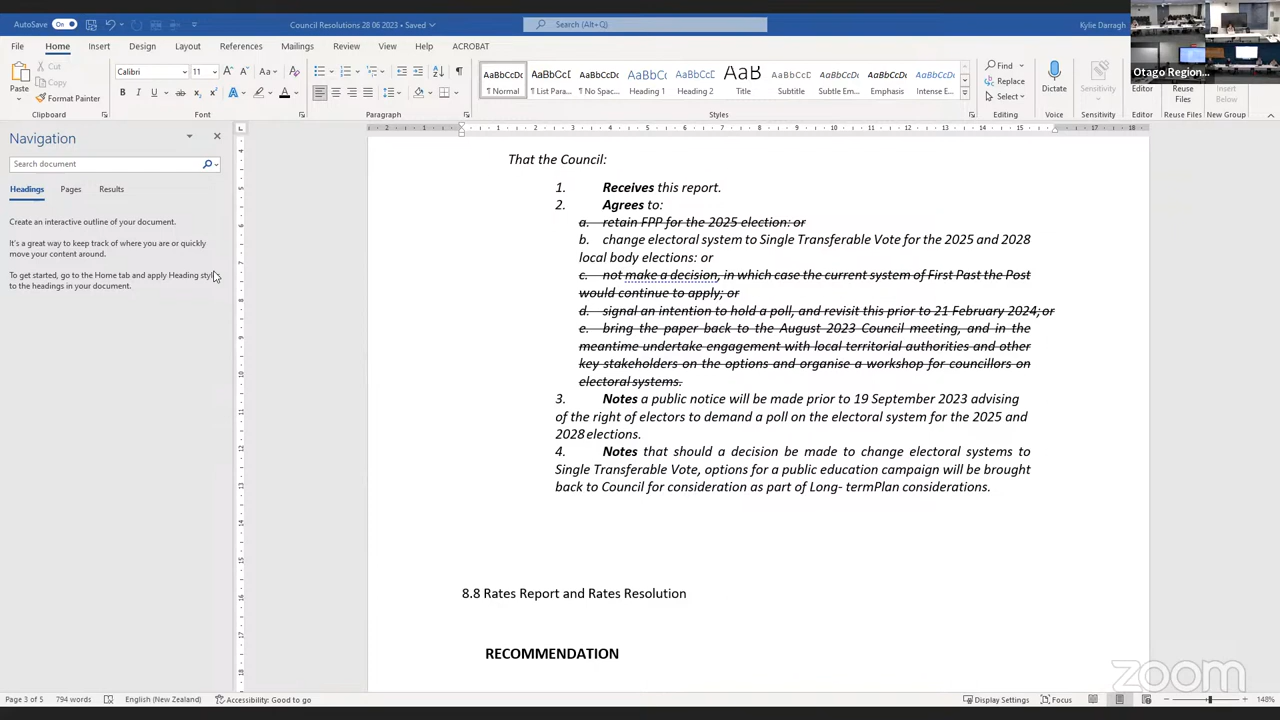 AutoSave On
Council Resolutions 28 06 2023 • Saved
Search (Alt+Q)
Kylie Darragh
File Home Insert Design Layout References Mailings Review View Help ACROBAT
Otago Region...
Paste
Cut
Copy
Format Painter
Clipboard
Calibri 11
Font
Paragraph
¶ Normal
¶ List Para...
¶ No Spac...
Heading 1
Heading 2
Title
Subtitle
Subtle Em...
Emphasis
Intense E...
Styles
Find
Replace
Select
Editing
Dictate
Voice
Sensitivity
Sensitivity
Editor
Editor
Reuse
Files
Reuse Files
Insert
Below
New Group
Navigation
Search document
Headings Pages Results
Create an interactive outline of your document.
It's a great way to keep track of where you are or quickly
move your content around.
To get started, go to the Home tab and apply Heading styl
to the headings in your document.
That the Council:
1. Receives this report.
2. Agrees to:
a. retain FPP for the 2025 election: or
b. change electoral system to Single Transferable Vote for the 2025 and 2028
local body elections: or
c. not make a decision, in which case the current system of First Past the Post
would continue to apply; or
d. signal an intention to hold a poll, and revisit this prior to 21 February 2024; or
e. bring the paper back to the August 2023 Council meeting, and in the
meantime undertake engagement with local territorial authorities and other
key stakeholders on the options and organise a workshop for councillors on
electoral systems.
3. Notes a public notice will be made prior to 19 September 2023 advising
of the right of electors to demand a poll on the electoral system for the 2025 and
2028 elections.
4. Notes that should a decision be made to change electoral systems to
Single Transferable Vote, options for a public education campaign will be brought
back to Council for consideration as part of Long- termPlan considerations.
8.8 Rates Report and Rates Resolution
RECOMMENDATION
zoom
Page 3 of 5 794 words English (New Zealand) Accessibility: Good to go
Display Settings Focus 148%